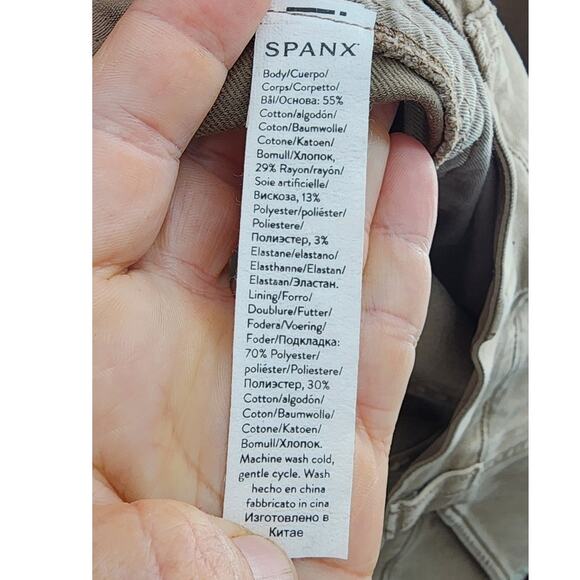 SPANX
Body/Cuerpo/
Corps/Corpetto/
Bål/Основа: 55%
Cotton/algodón/
Coton/Baumwolle/
Cotone/Katoen/
Bomull/Хлопок,
29% Rayon/rayón/
Soie artificielle/
Вискоза, 13%
Polyester/poliéster/
Poliestere/
Полиэстер, 3%
Elastane/elastano/
Elasthanne/Elastan/
Elastaan/Эластан.
Lining/Forro/
Doublure/Futter/
Fodera/Voering/
Foder/Подкладка:
70% Polyester/
poliéster/Poliestere/
Полиэстер, 30%
Cotton/algodón/
Coton/Baumwolle/
Cotone/Katoen/
Bomull/Хлопок.
Machine wash cold,
gentle cycle. Wash
hecho en china
fabbricato in cina
Изготовлено в
Китае